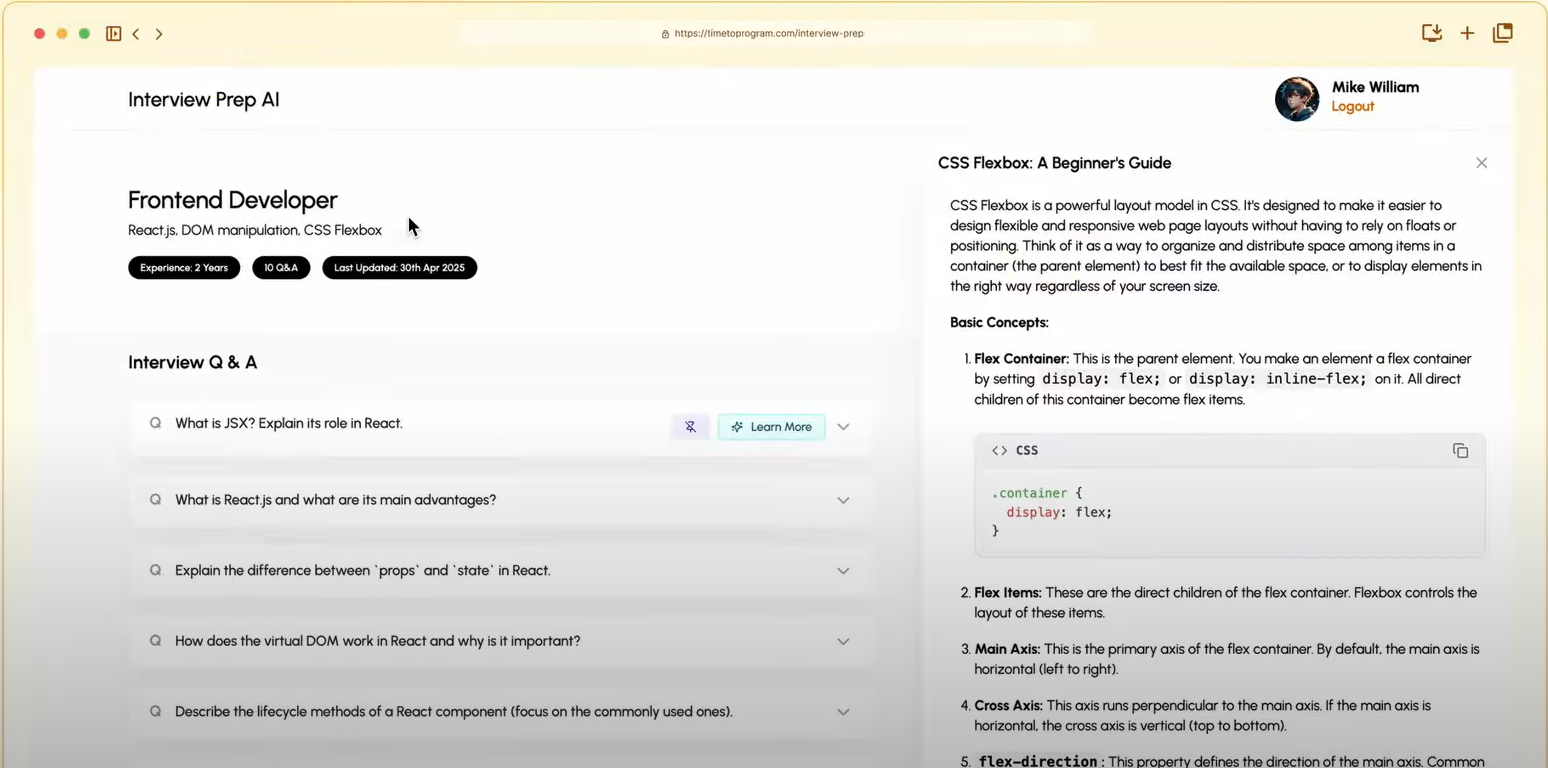 https://timetoprogram.com/interview-prep
Interview Prep AI
Mike William
Logout
Frontend Developer
React.js, DOM manipulation, CSS Flexbox
Experience: 2 Years
10 Q&A
Last Updated: 30th Apr 2025
Interview Q & A
Q What is JSX? Explain its role in React.
Learn More
Q What is React.js and what are its main advantages?
Q Explain the difference between `props` and `state` in React.
Q How does the virtual DOM work in React and why is it important?
Q Describe the lifecycle methods of a React component (focus on the commonly used ones).
CSS Flexbox: A Beginner's Guide
CSS Flexbox is a powerful layout model in CSS. It's designed to make it easier to
design flexible and responsive web page layouts without having to rely on floats or
positioning. Think of it as a way to organize and distribute space among items in a
container (the parent element) to best fit the available space, or to display elements in
the right way regardless of your screen size.
Basic Concepts:
1. Flex Container: This is the parent element. You make an element a flex container
by setting display: flex; or display: inline-flex; on it. All direct
children of this container become flex items.
<> CSS
.container {
display: flex;
}
2. Flex Items: These are the direct children of the flex container. Flexbox controls the
layout of these items.
3. Main Axis: This is the primary axis of the flex container. By default, the main axis is
horizontal (left to right).
4. Cross Axis: This axis runs perpendicular to the main axis. If the main axis is
horizontal, the cross axis is vertical (top to bottom).
5. flex-direction : This property defines the direction of the main axis. Common